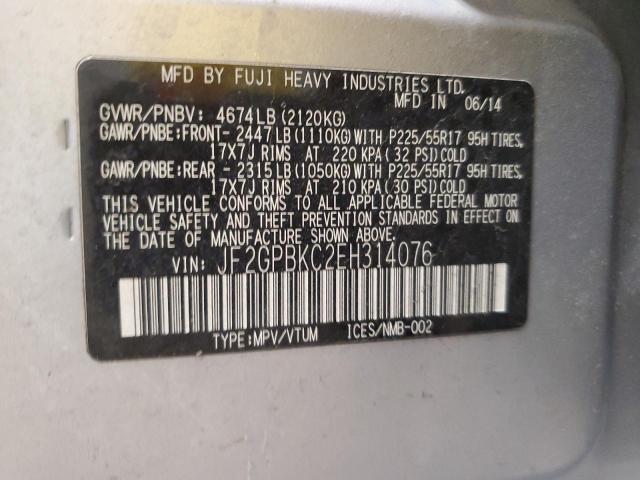 MFD BY FUJI HEAVY INDUSTRIES LTD.
MFD IN 06/14
GVWR/PNBV: 4674LB (2120KG)
GAWR/PNBE:FRONT- 2447LB(1110KG)WITH P225/55R17 95H TIRES,
17X7J RIMS AT 220 KPA (32 PSI)COLD
GAWR/PNBE:REAR - 2315LB(1050KG)WITH P225/55R17 95H TIRES,
17X7J RIMS AT 210 KPA (30 PSI)COLD
THIS VEHICLE CONFORMS TO ALL APPLICABLE FEDERAL MOTOR
VEHICLE SAFETY AND THEFT PREVENTION STANDARDS IN EFFECT ON
THE DATE OF MANUFACTURE SHOWN ABOVE.
VIN: JF2GPBKC2EH314076
TYPE:MPV/VTUM ICES/NMB-002